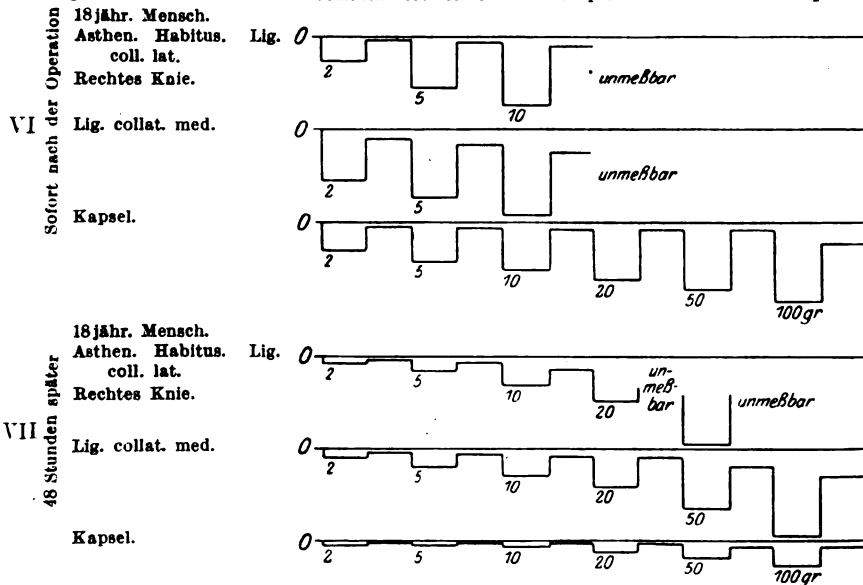 VI
Sofort nach der Operation
18jähr. Mensch.
Asthen. Habitus. Lig.
coll. lat.
Rechtes Knie.
0
2
5
10
unmeßbar
Lig. collat. med.
0
2
5
10
unmeßbar
Kapsel.
0
2
5
10
20
50
100gr
VII
48 Stunden später
18jähr. Mensch.
Asthen. Habitus. Lig.
coll. lat.
Rechtes Knie.
0
2
5
10
20
un-
meß-
bar
unmeßbar
Lig. collat. med.
0
2
5
10
20
50
Kapsel.
0
2
5
10
20
50
100gr